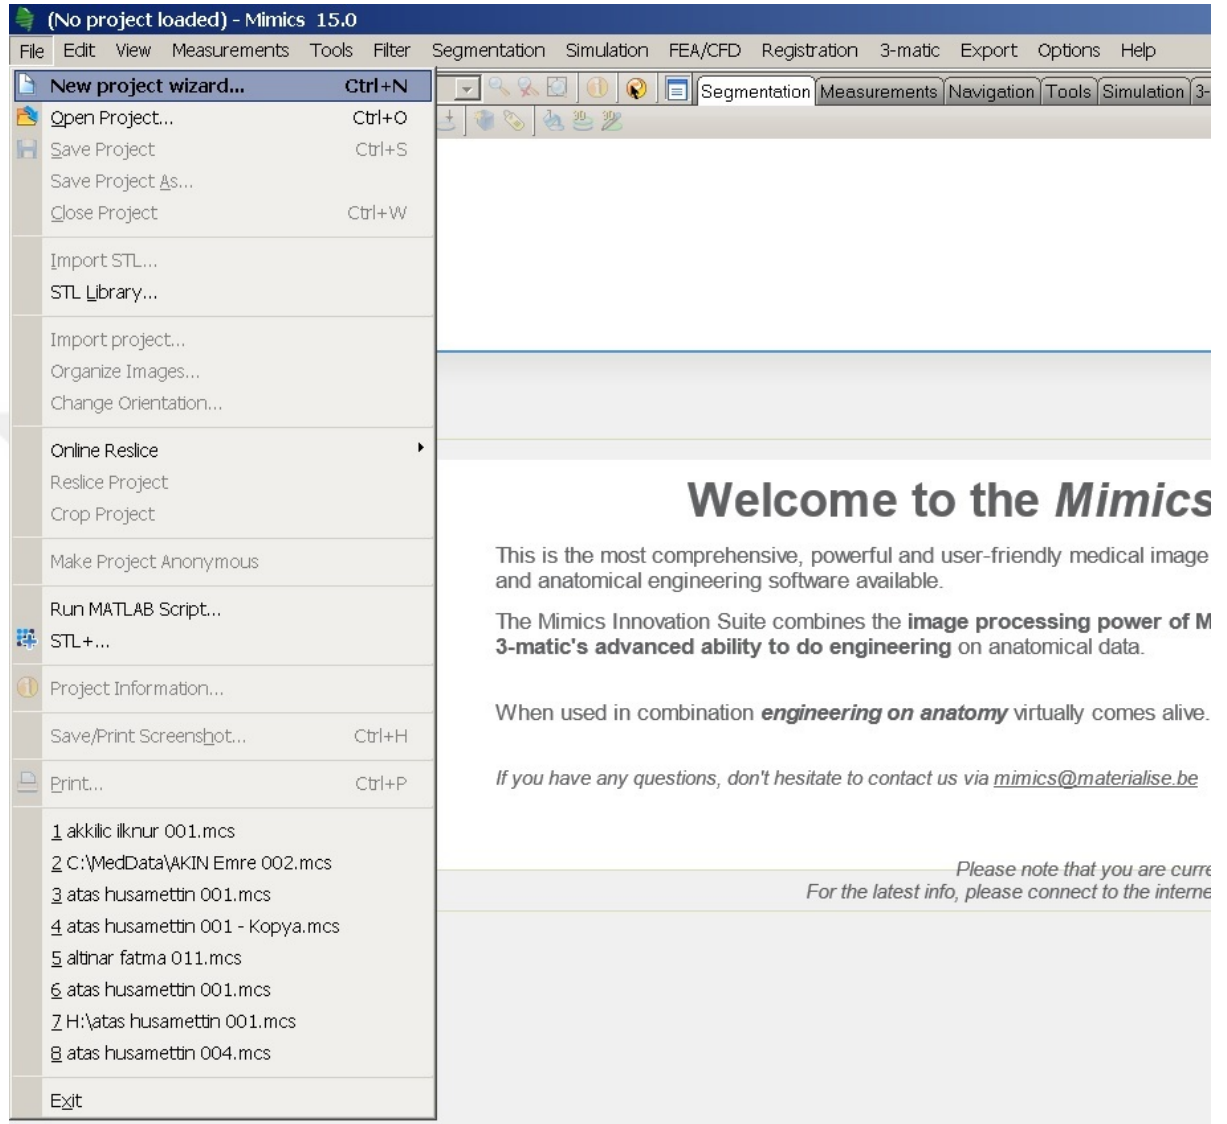 (No project loaded) - Mimics 15.0
File Edit View Measurements Tools Filter Segmentation Simulation FEA/CFD Registration 3-matic Export Options Help
New project wizard... Ctrl+N
Segmentation Measurements Navigation Tools Simulation 3-
Open Project... Ctrl+O
Save Project Ctrl+S
Save Project As...
Close Project Ctrl+W
Import STL...
STL Library...
Import project...
Organize Images...
Change Orientation...
Online Reslice
Reslice Project
Crop Project
Make Project Anonymous
Run MATLAB Script...
STL+...
Project Information...
Save/Print Screenshot... Ctrl+H
Print... Ctrl+P
1 akkilic ilknur 001.mcs
2 C:\MedData\AKIN Emre 002.mcs
3 atas husamettin 001.mcs
4 atas husamettin 001 - Kopya.mcs
5 altinar fatma 011.mcs
6 atas husamettin 001.mcs
7 H:\atas husamettin 001.mcs
8 atas husamettin 004.mcs
Exit
Welcome to the Mimics
This is the most comprehensive, powerful and user-friendly medical image
and anatomical engineering software available.
The Mimics Innovation Suite combines the image processing power of M
3-matic's advanced ability to do engineering on anatomical data.
When used in combination engineering on anatomy virtually comes alive.
If you have any questions, don't hesitate to contact us via mimics@materialise.be
Please note that you are curre
For the latest info, please connect to the interne